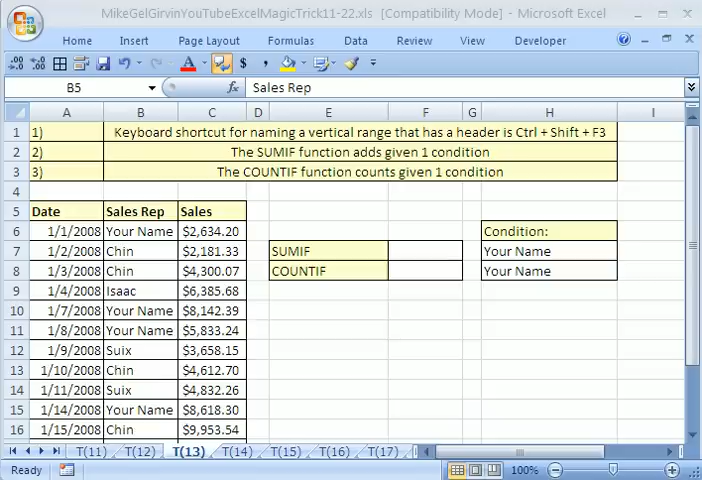 MikeGelGirvinYouTubeExcelMagicTrick11-22.xls [Compatibility Mode] - Microsoft Excel
Home Insert Page Layout Formulas Data Review View Developer
B5 fx Sales Rep
A B C D E F G H I
1 1) Keyboard shortcut for naming a vertical range that has a header is Ctrl + Shift + F3
2 2) The SUMIF function adds given 1 condition
3 3) The COUNTIF function counts given 1 condition
4
5 Date Sales Rep Sales
6 1/1/2008 Your Name $2,634.20 Condition:
7 1/2/2008 Chin $2,181.33 SUMIF Your Name
8 1/3/2008 Chin $4,300.07 COUNTIF Your Name
9 1/4/2008 Isaac $6,385.68
10 1/7/2008 Your Name $8,142.39
11 1/8/2008 Your Name $5,833.24
12 1/9/2008 Suix $3,658.15
13 1/10/2008 Chin $4,612.70
14 1/11/2008 Suix $4,832.26
15 1/14/2008 Your Name $8,618.30
16 1/15/2008 Chin $9,953.54
T(11) T(12) T(13) T(14) T(15) T(16) T(17)
Ready 100%